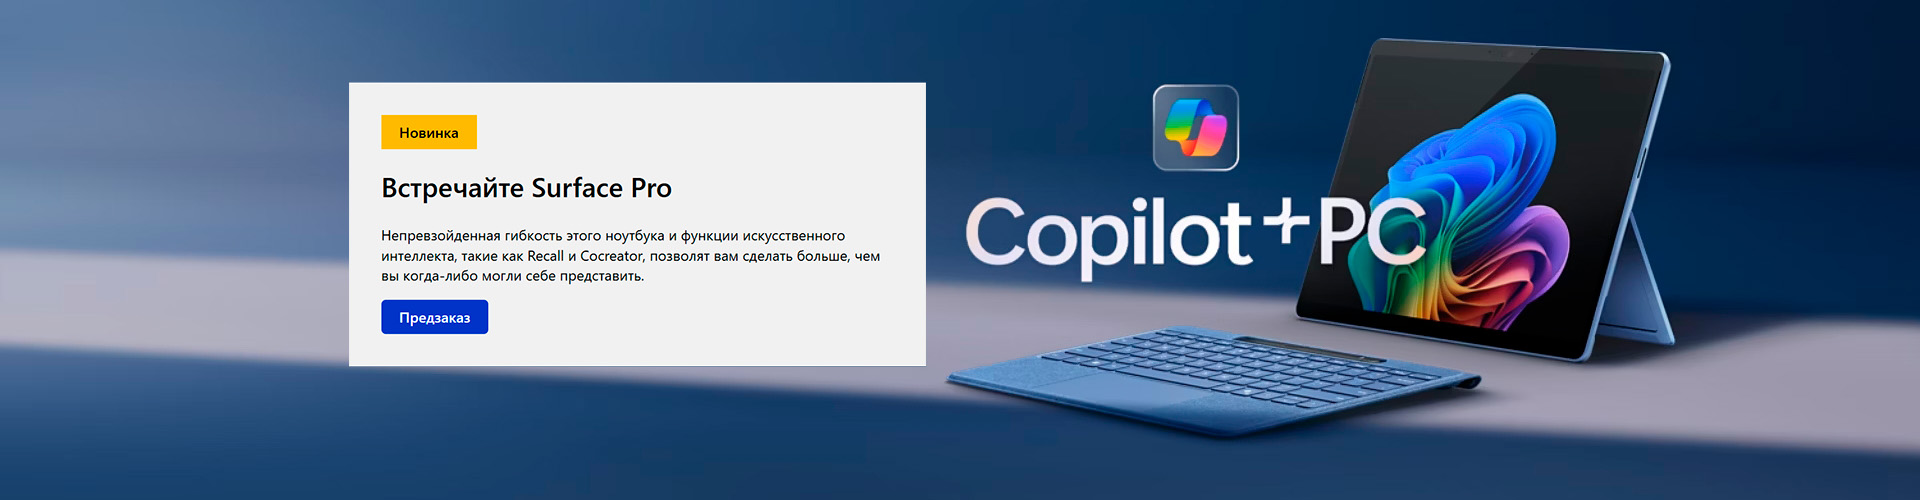 Новинка
Встречайте Surface Pro
Непревзойденная гибкость этого ноутбука и функции искусственного
интеллекта, такие как Recall и Cocreator, позволят вам сделать больше, чем
вы когда-либо могли себе представить.
Предзаказ
Copilot+PC